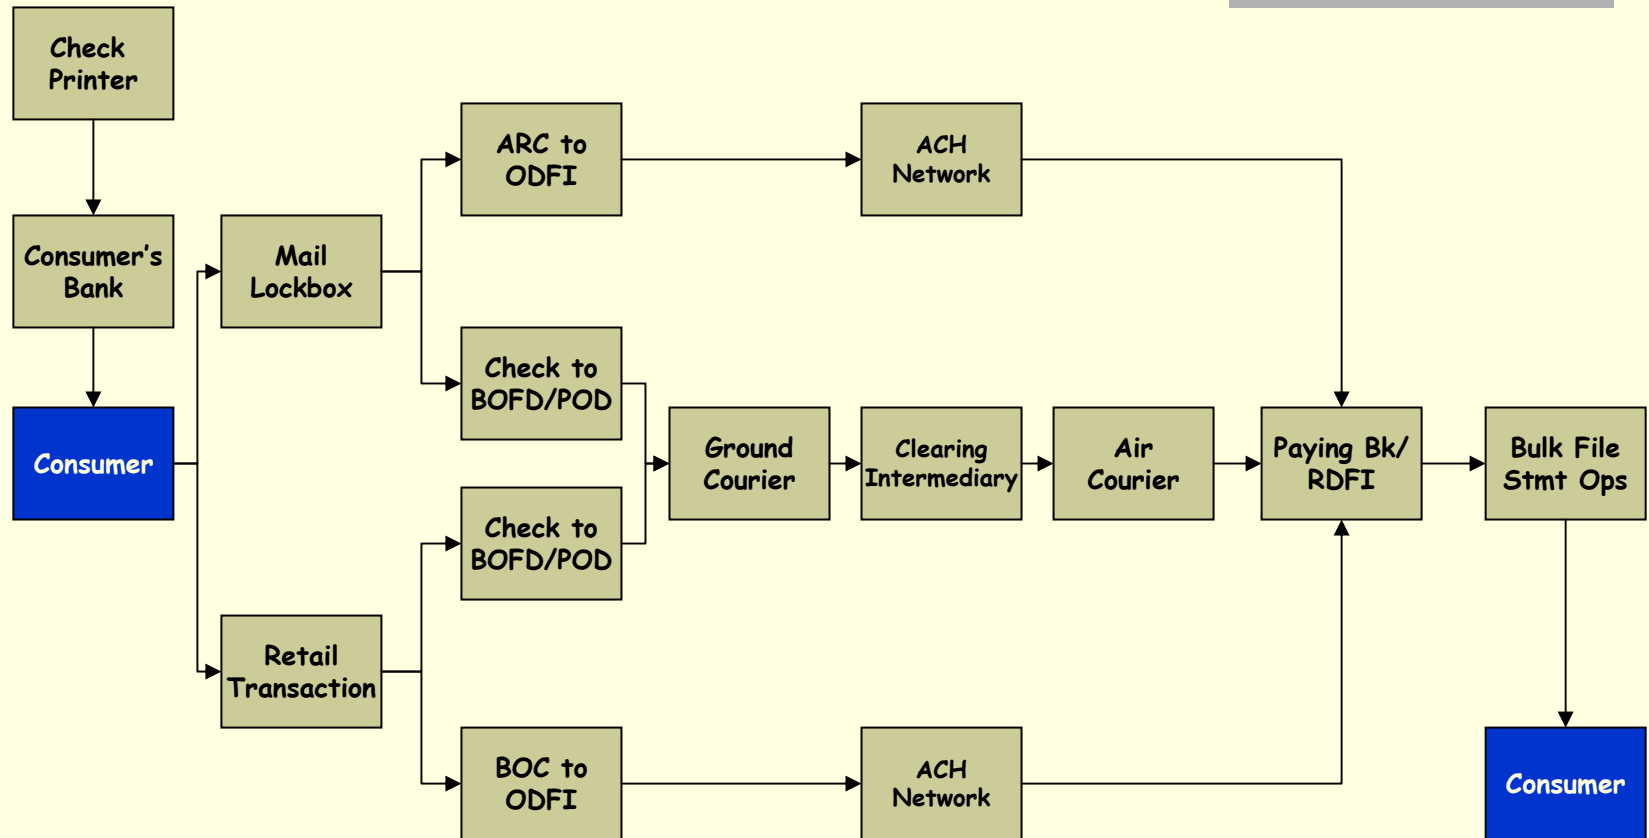 Check
Printer
Consumer's
Bank
Consumer
Mail
Lockbox
Retail
Transaction
ARC to
ODFI
Check to
BOFD/POD
Check to
BOFD/POD
BOC to
ODFI
Ground
Courier
ACH
Network
Clearing
Intermediary
ACH
Network
Air
Courier
Paying Bk/
RDFI
Bulk File
Stmt Ops
Consumer